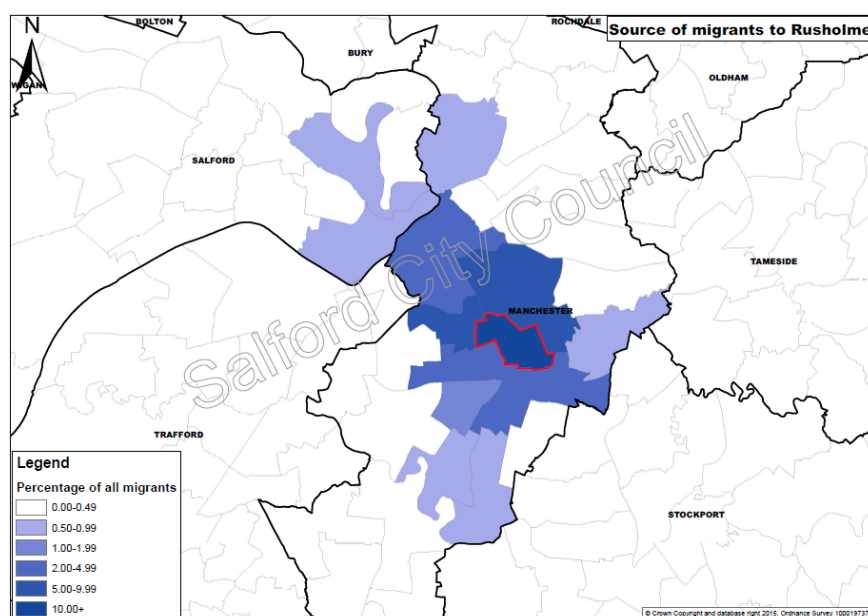 BOLTON
ROCHDALE
Source of migrants to Rusholme
N
BURY
OLDHAM
WIGAN
SALFORD
Salford City Council
TAMESIDE
MANCHESTER
TRAFFORD
STOCKPORT
Legend
Percentage of all migrants
0.00-0.49
0.50-0.99
1.00-1.99
2.00-4.99
5.00-9.99
10.00+
© Crown Copyright and database right 2015. Ordnance Survey 10001973